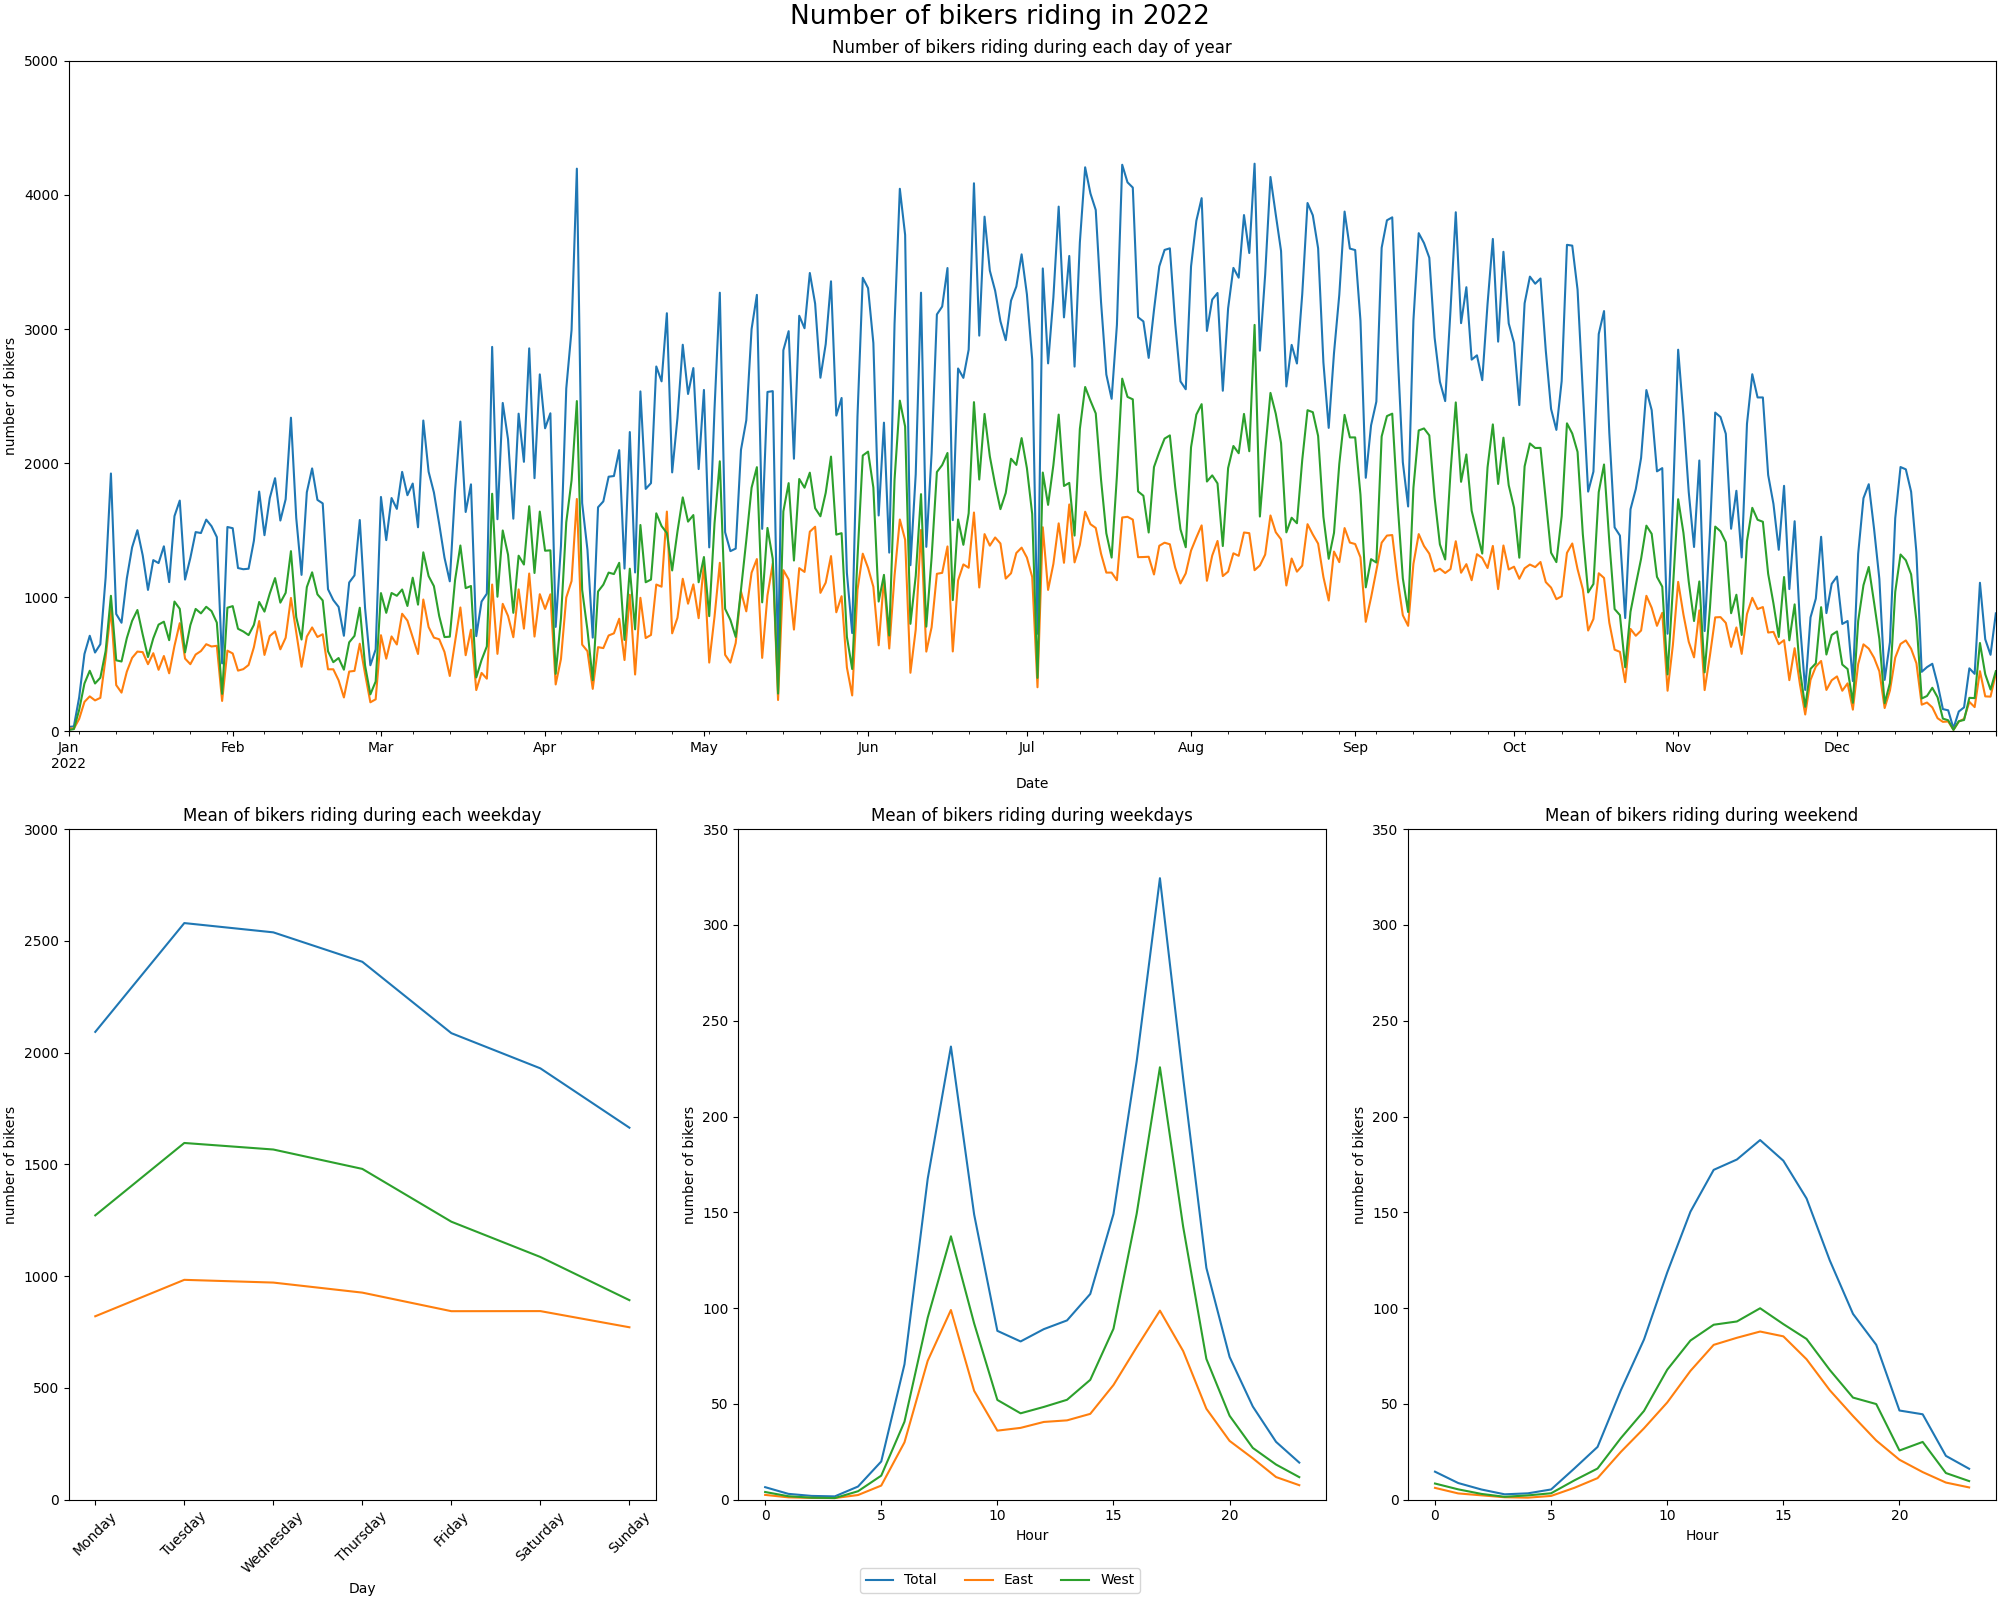 Number of bikers riding in 2022
Number of bikers riding during each day of year
number of bikers
5000
4000
3000
2000
1000
0
Jan Feb Mar Apr May Jun Jul Aug Sep Oct Nov Dec
2022
Date
Mean of bikers riding during each weekday
number of bikers
3000
2500
2000
1500
1000
500
0
Monday Tuesday Wednesday Thursday Friday Saturday Sunday
Day
Mean of bikers riding during weekdays
number of bikers
350
300
250
200
150
100
50
0
0 5 10 15 20
Hour
Mean of bikers riding during weekend
number of bikers
350
300
250
200
150
100
50
0
0 5 10 15 20
Hour
Total East West